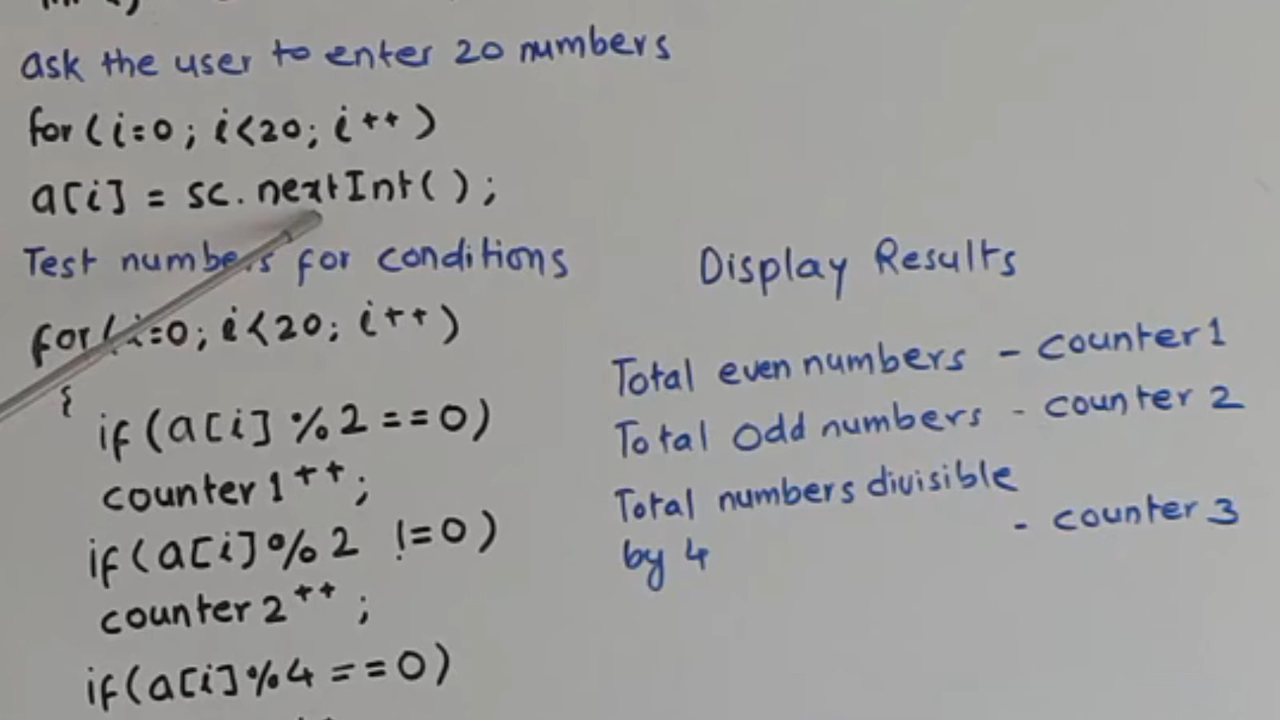 ask the user to enter 20 numbers
for(i=0; i<20; i++)
a[i] = sc.nextInt();
Test numbers for conditions
for(i=0; i<20; i++)
{
if(a[i] %2==0)
counter1++;
if(a[i]%2 !=0)
counter2++;
if(a[i]%4==0)
Display Results
Total even numbers - counter1
Total odd numbers - counter 2
Total numbers divisible
by 4 - counter3